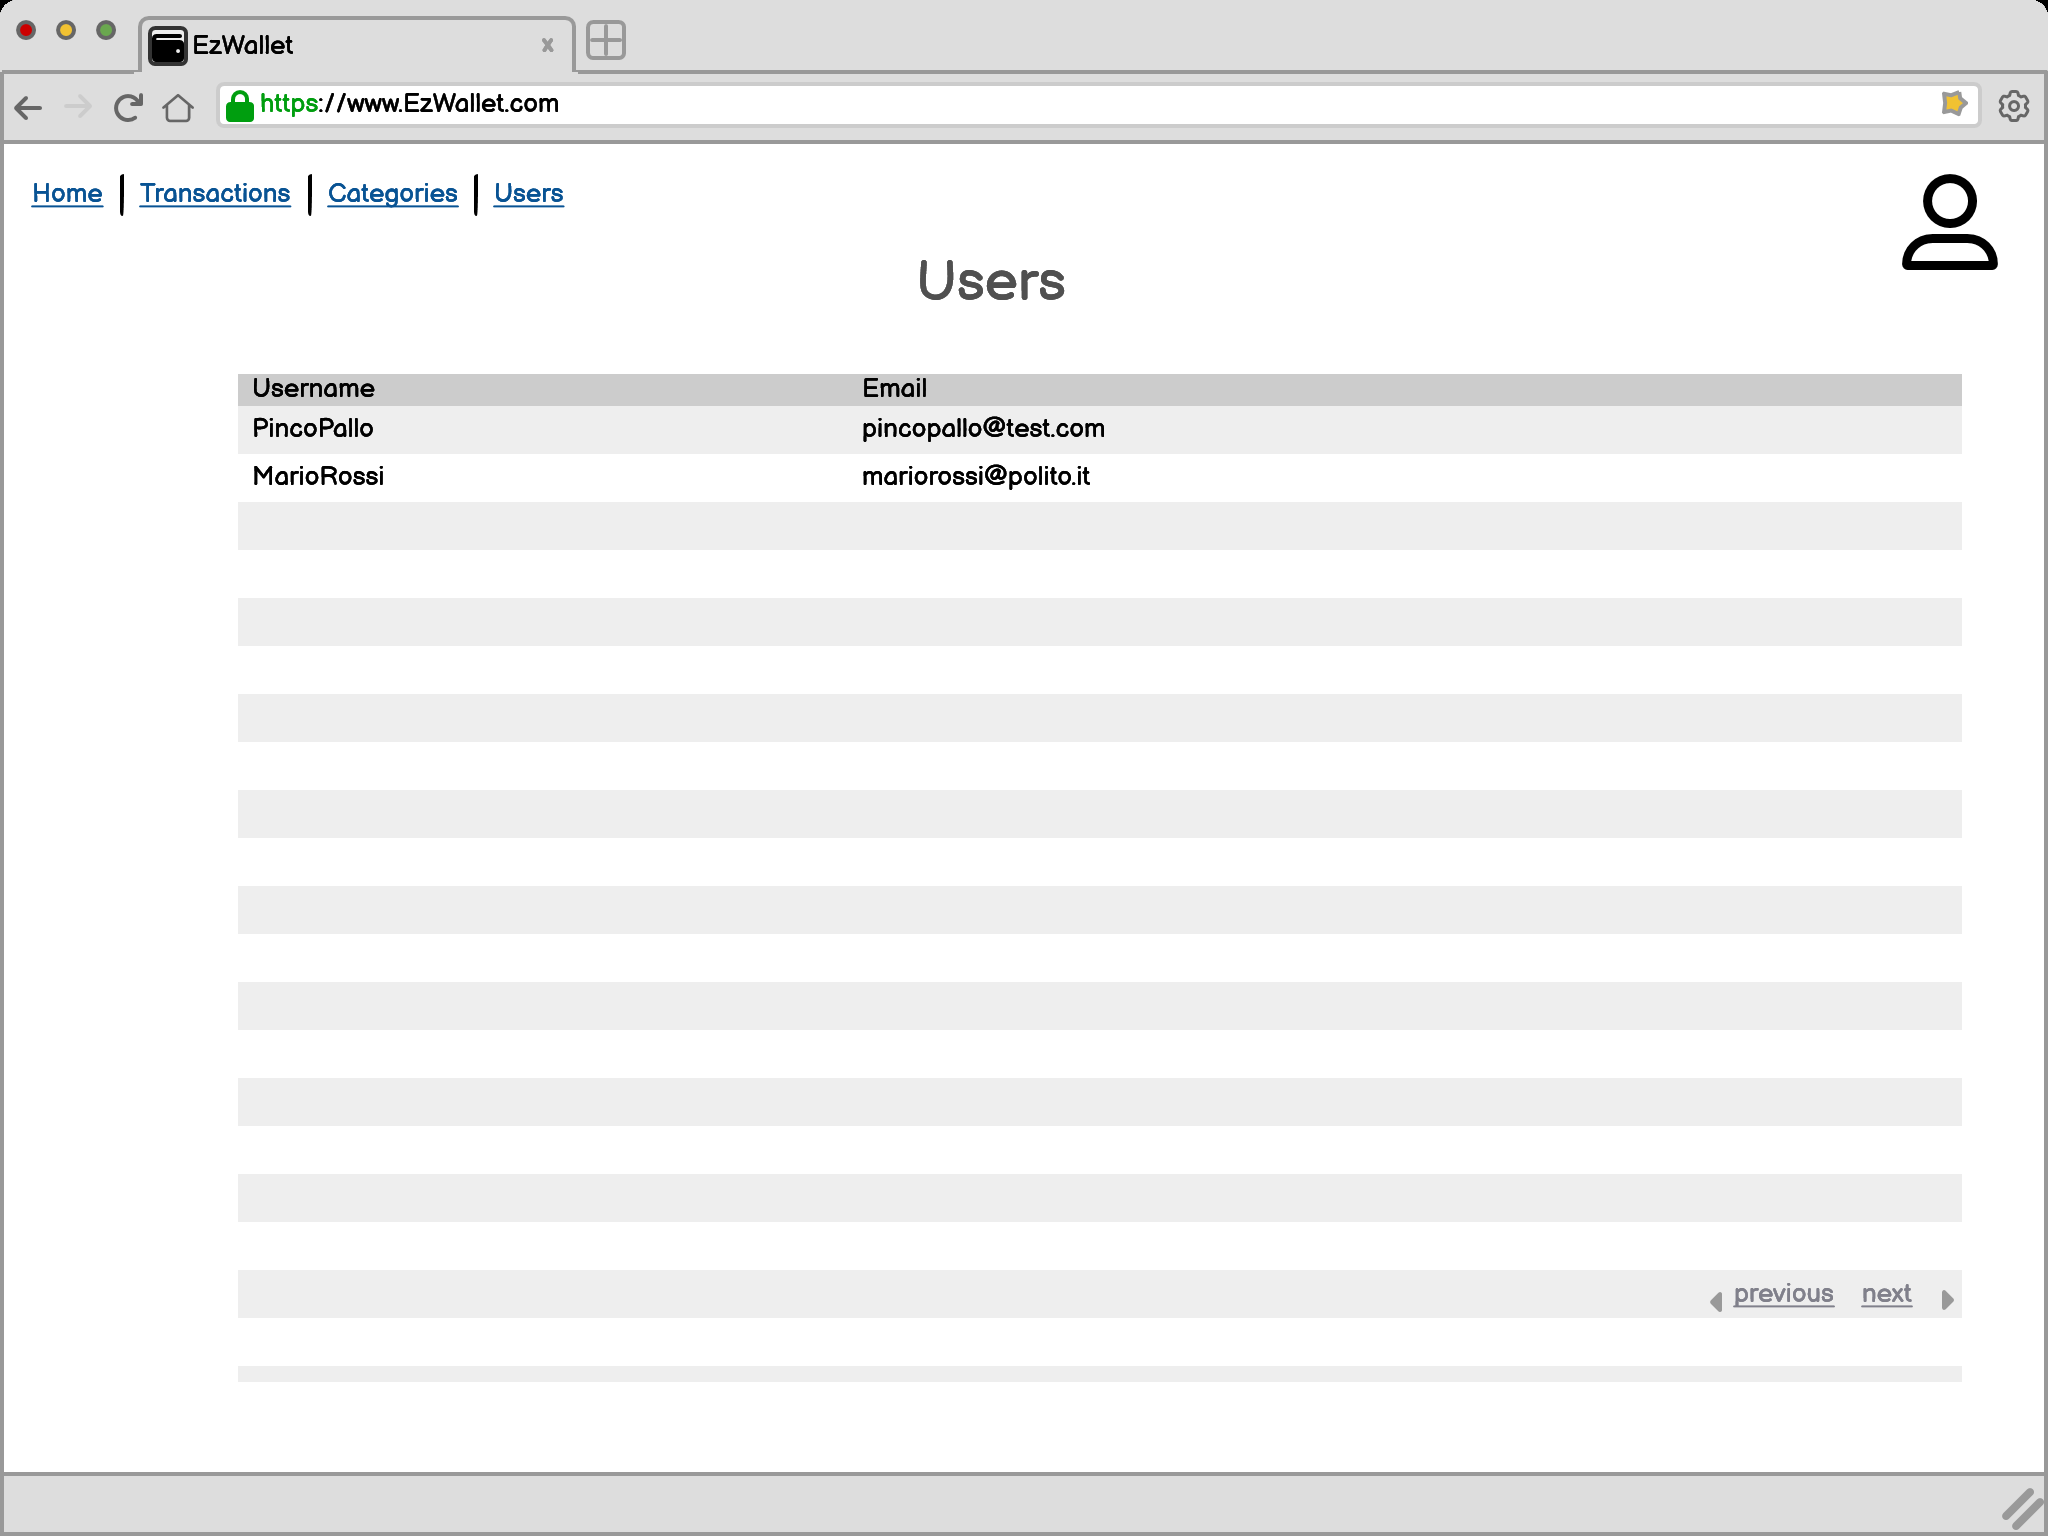 EzWallet
https://www.EzWallet.com
Home | Transactions | Categories | Users
Users
Username Email
PincoPallo pincopallo@test.com
MarioRossi mariorossi@polito.it
previous next